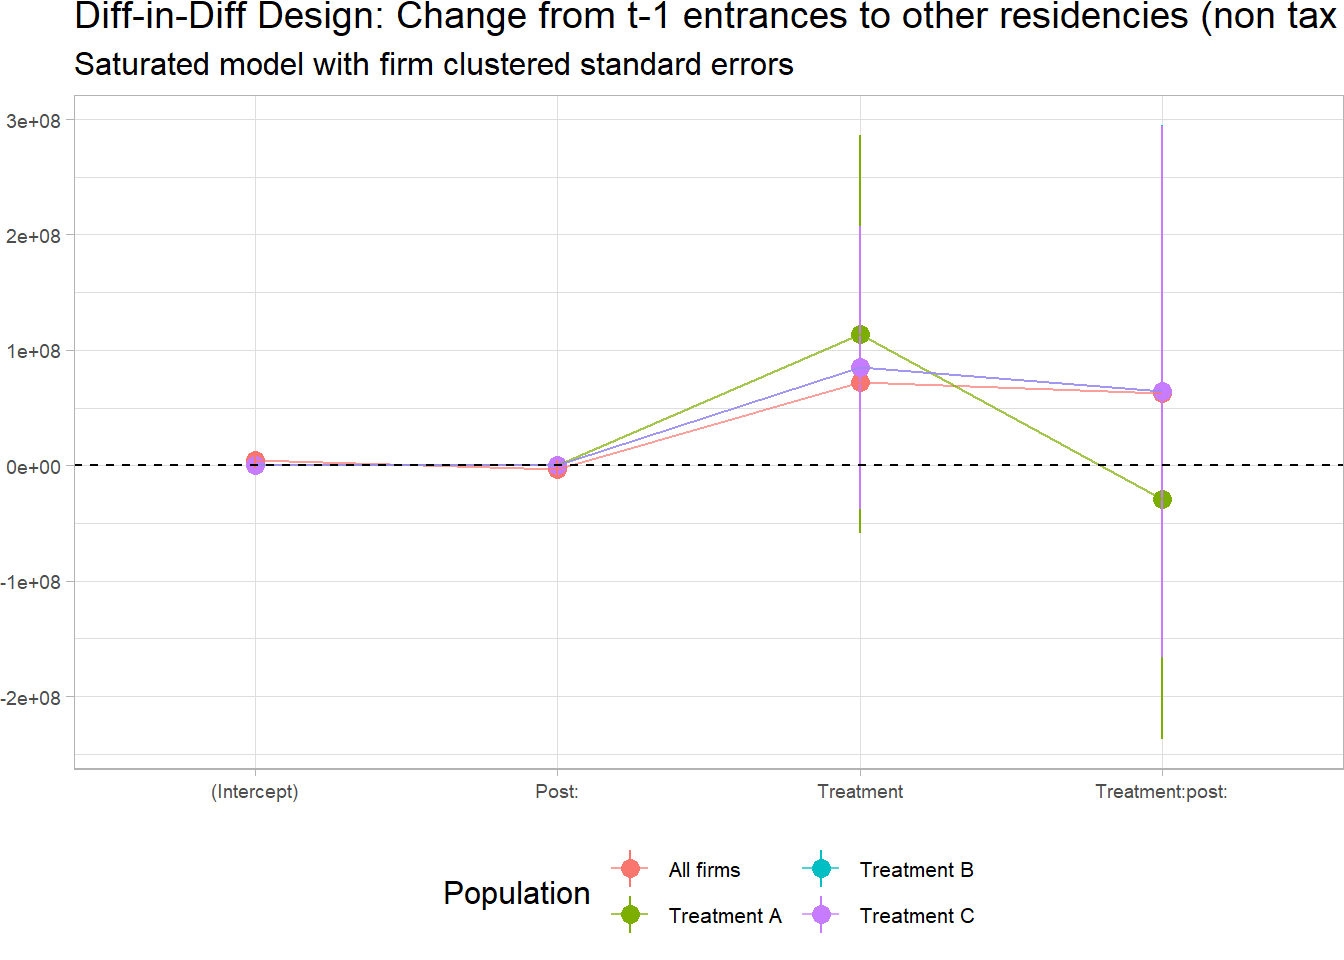 Diff-in-Diff Design: Change from t-1 entrances to other residencies (non tax
Saturated model with firm clustered standard errors
3e+08
2e+08
1e+08
0e+00
-1e+08
-2e+08
(Intercept) Post: Treatment Treatment:post:
Population
All firms Treatment B
Treatment A Treatment C